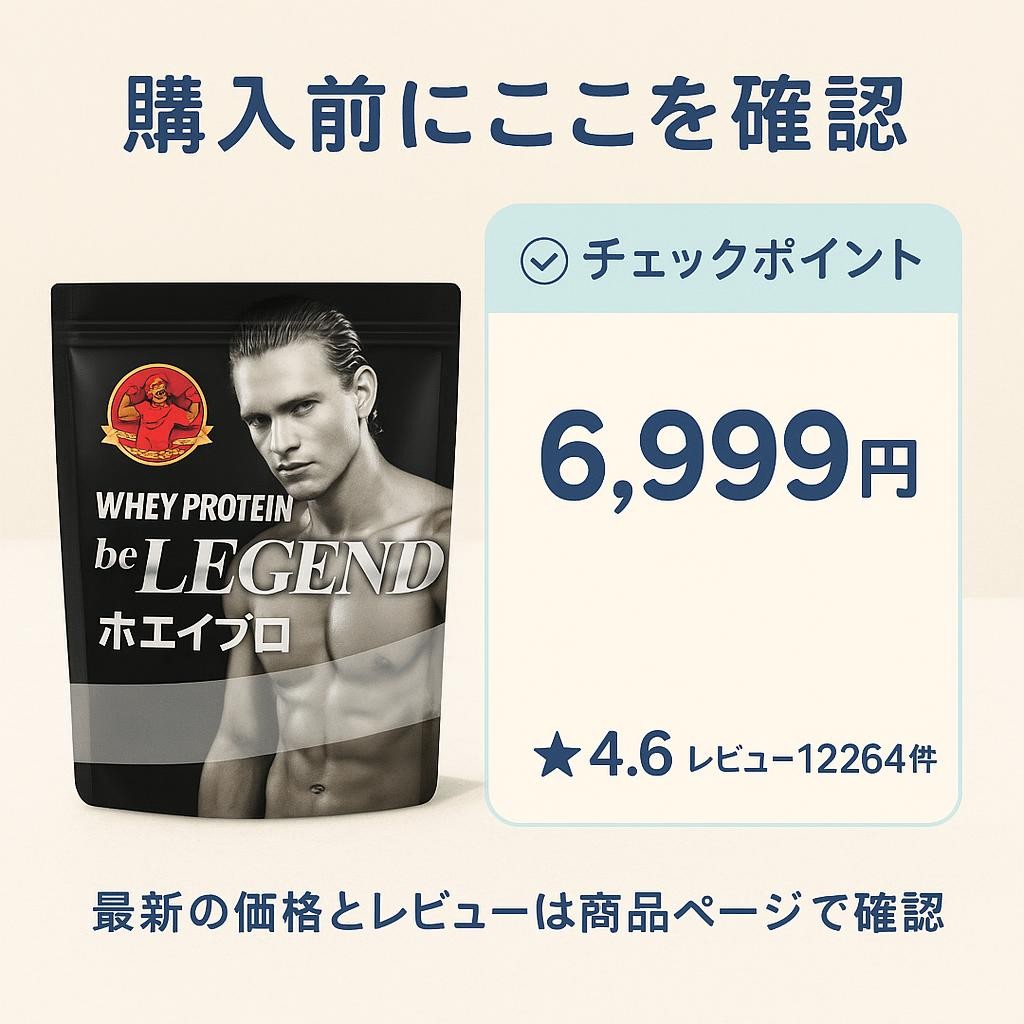 購入前にここを確認
チェックポイント
WHEY PROTEIN
be LEGEND
ホエイプロ
6,999円
★4.6 レビュー12264件
最新の価格とレビューは商品ページで確認